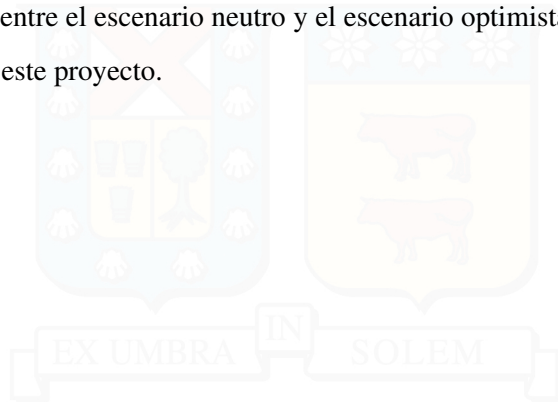 entre el escenario neutro y el escenario optimista
este proyecto.
IN
EX UMBRA SOLEM